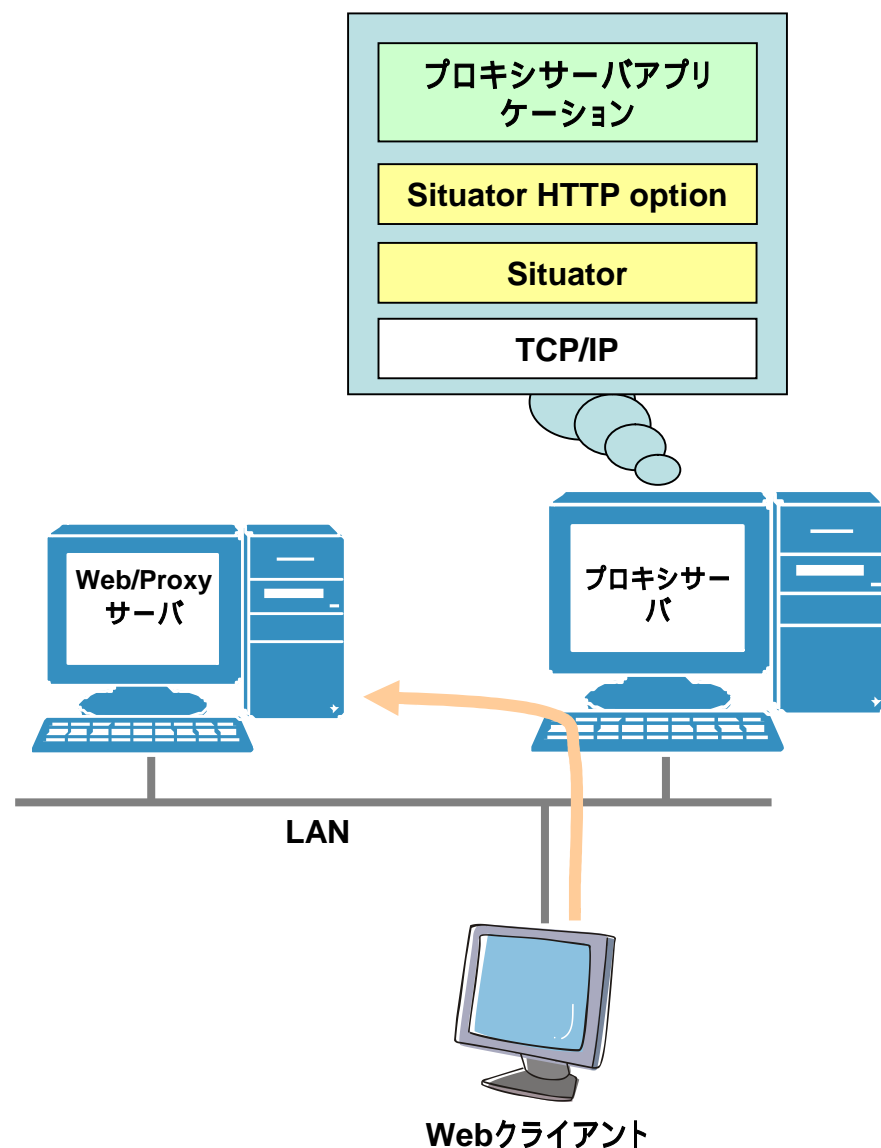 プロキシサーバアプリ
ケーション
Situator HTTP option
Situator
TCP/IP
Web/Proxy
サーバ
プロキシサー
バ
LAN
Webクライアント